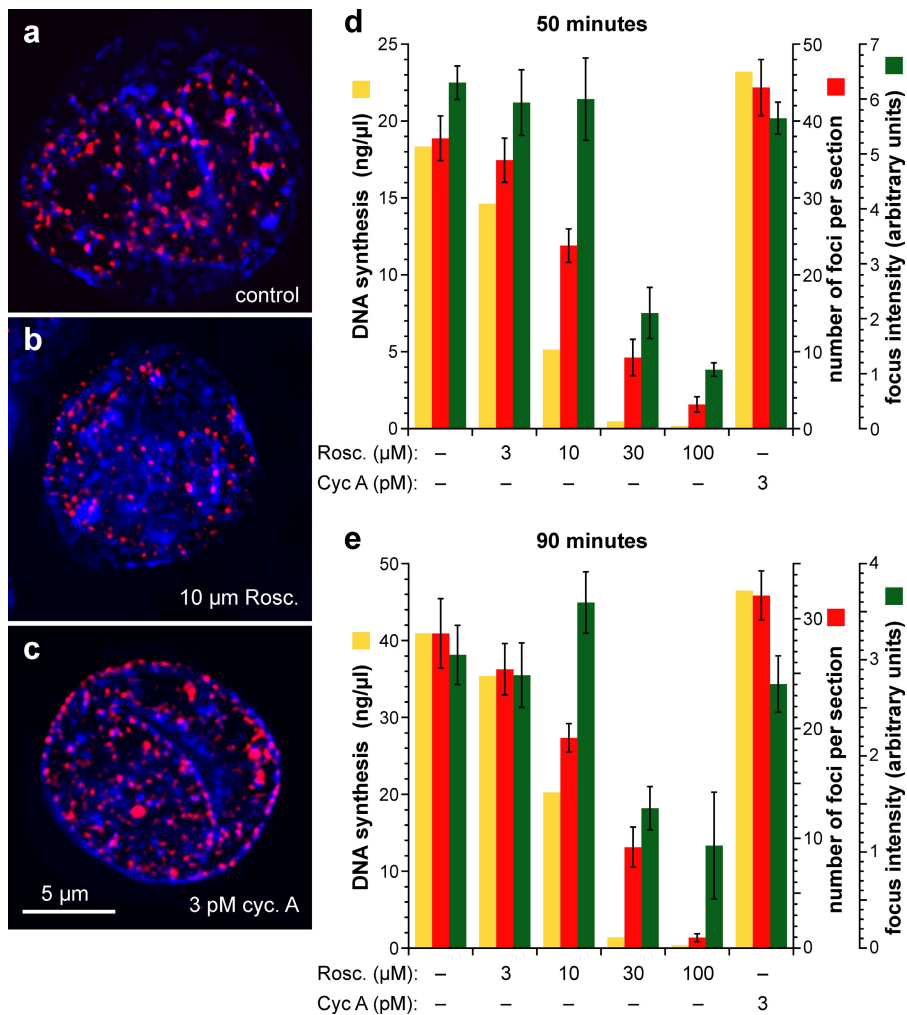 a
control
b
10 μm Rosc.
c
5 μm
3 pM cyc. A
d
50 minutes
DNA synthesis (ng/μl)
25
20
15
10
5
0
50
40
30
20
10
0
number of foci per section
7
6
5
4
3
2
1
0
focus intensity (arbitrary units)
Rosc. (μM): – 3 10 30 100 –
Cyc A (pM): – – – – – 3
e
90 minutes
DNA synthesis (ng/μl)
50
40
30
20
10
0
30
20
10
0
number of foci per section
4
3
2
1
0
focus intensity (arbitrary units)
Rosc. (μM): – 3 10 30 100 –
Cyc A (pM): – – – – – 3